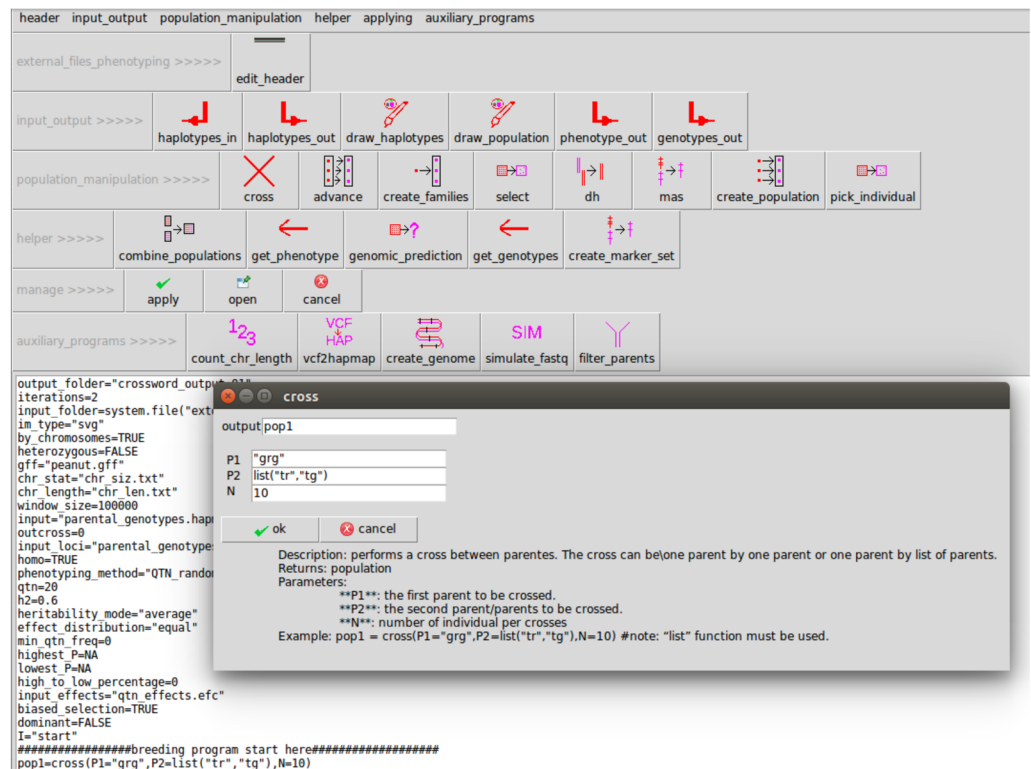 header input_output population_manipulation helper applying auxiliary_programs
external_files_phenotyping >>>>>
edit_header
input_output >>>>>
haplotypes_in haplotypes_out draw_haplotypes draw_population phenotype_out genotypes_out
population_manipulation >>>>>
cross advance create_families select dh mas create_population pick_individual
helper >>>>>
combine_populations get_phenotype genomic_prediction get_genotypes create_marker_set
manage >>>>>
apply open cancel
auxiliary_programs >>>>>
123 VCF HAP SIM
count_chr_length vcf2hapmap create_genome simulate_fastq filter_parents
output_folder="crossword_output_01"
iterations=2
input_folder=system.file("exte
im_type="svg"
by_chromosomes=TRUE
heterozygous=FALSE
gff="peanut.gff"
chr_stat="chr_siz.txt"
chr_length="chr_len.txt"
window_size=100000
input="parental_genotypes.hapm
outcross=0
input_loci="parental_genotype
homo=TRUE
phenotyping_method="QTN_rando
qtn=20
h2=0.6
heritability_mode="average"
effect_distribution="equal"
min_qtn_freq=0
highest_P=NA
lowest_P=NA
high_to_low_percentage=0
input_effects="qtn_effects.efc"
biased_selection=TRUE
dominant=FALSE
I="start"
#################breeding program start here###################
pop1=cross(P1="grg",P2=list("tr","tg"),N=10)
cross
output pop1
P1 "grg"
P2 list("tr","tg")
N 10
ok cancel
Description: performs a cross between parentes. The cross can be\one parent by one parent or one parent by list of parents.
Returns: population
Parameters:
**P1**: the first parent to be crossed.
**P2**: the second parent/parents to be crossed.
**N**: number of individual per crosses
Example: pop1 = cross(P1="grg",P2=list("tr","tg"),N=10) #note: “list” function must be used.